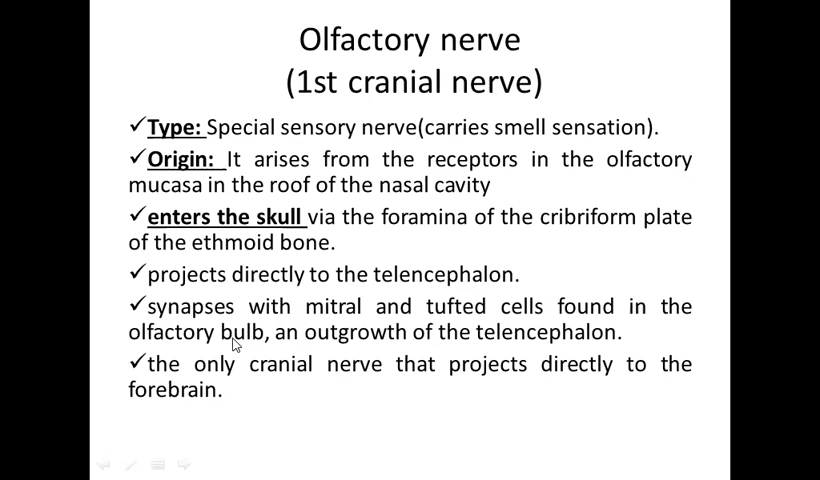 Olfactory nerve
(1st cranial nerve)
✓Type: Special sensory nerve(carries smell sensation).
✓Origin: It arises from the receptors in the olfactory
mucasa in the roof of the nasal cavity
✓enters the skull via the foramina of the cribriform plate
of the ethmoid bone.
✓projects directly to the telencephalon.
✓synapses with mitral and tufted cells found in the
olfactory bulb, an outgrowth of the telencephalon.
✓the only cranial nerve that projects directly to the
forebrain.